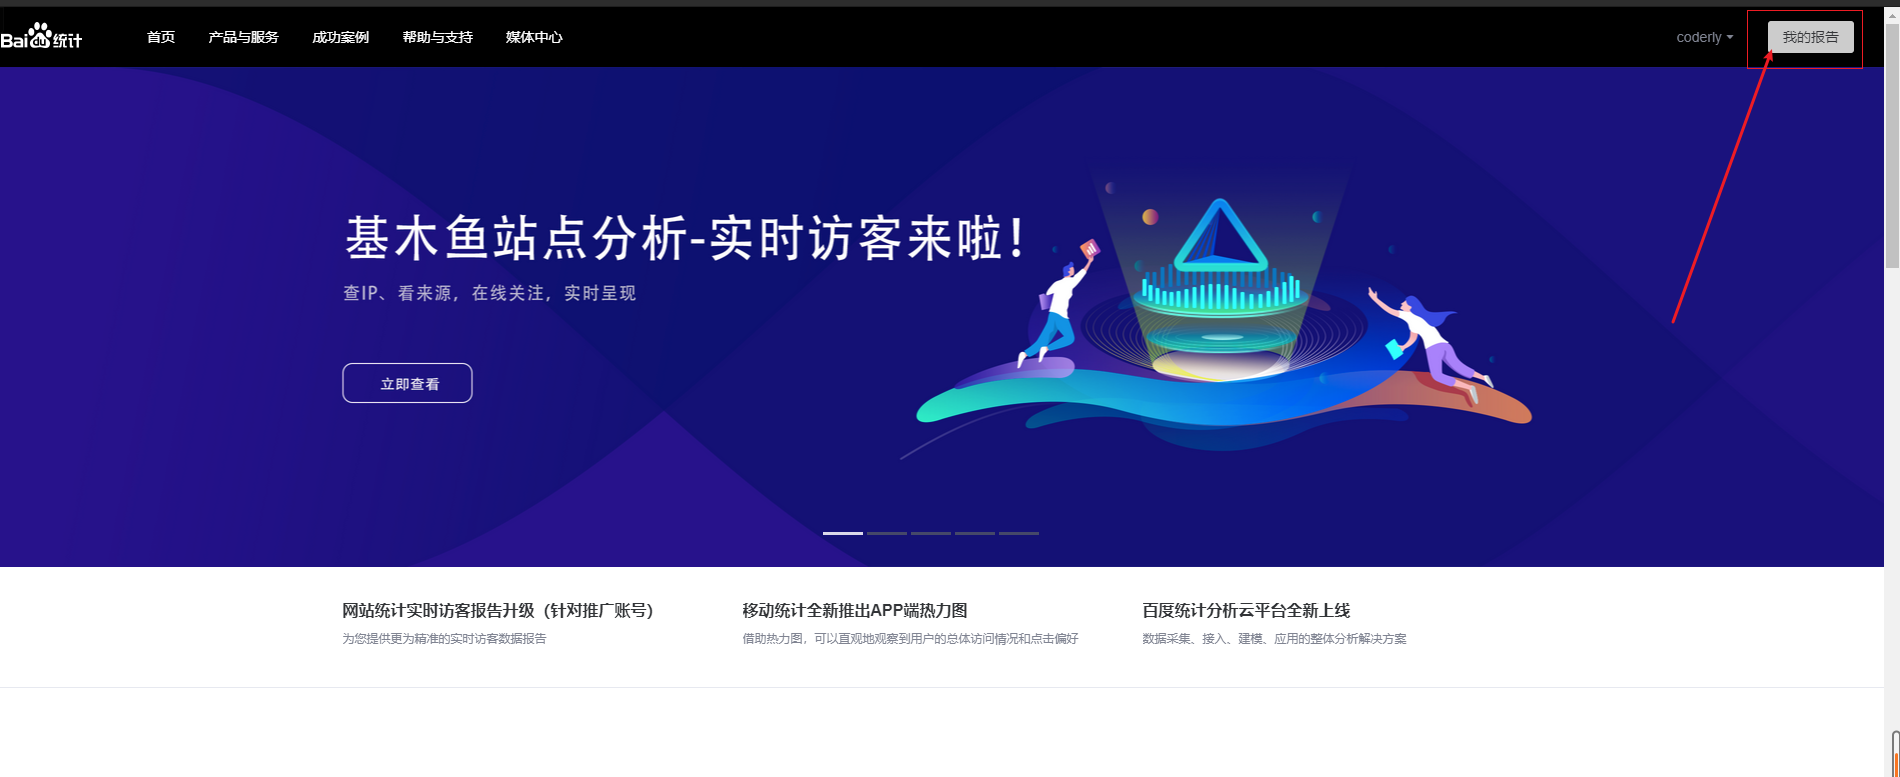 Bai du 统计
首页 产品与服务 成功案例 帮助与支持 媒体中心 coderly 我的报告
基木鱼站点分析-实时访客来啦！
查IP、看来源，在线关注，实时呈现
立即查看
网站统计实时访客报告升级（针对推广账号）
为您提供更为精准的实时访客数据报告
移动统计全新推出APP端热力图
借助热力图，可以直观地观察到用户的总体访问情况和点击偏好
百度统计分析云平台全新上线
数据采集、接入、建模、应用的整体分析解决方案